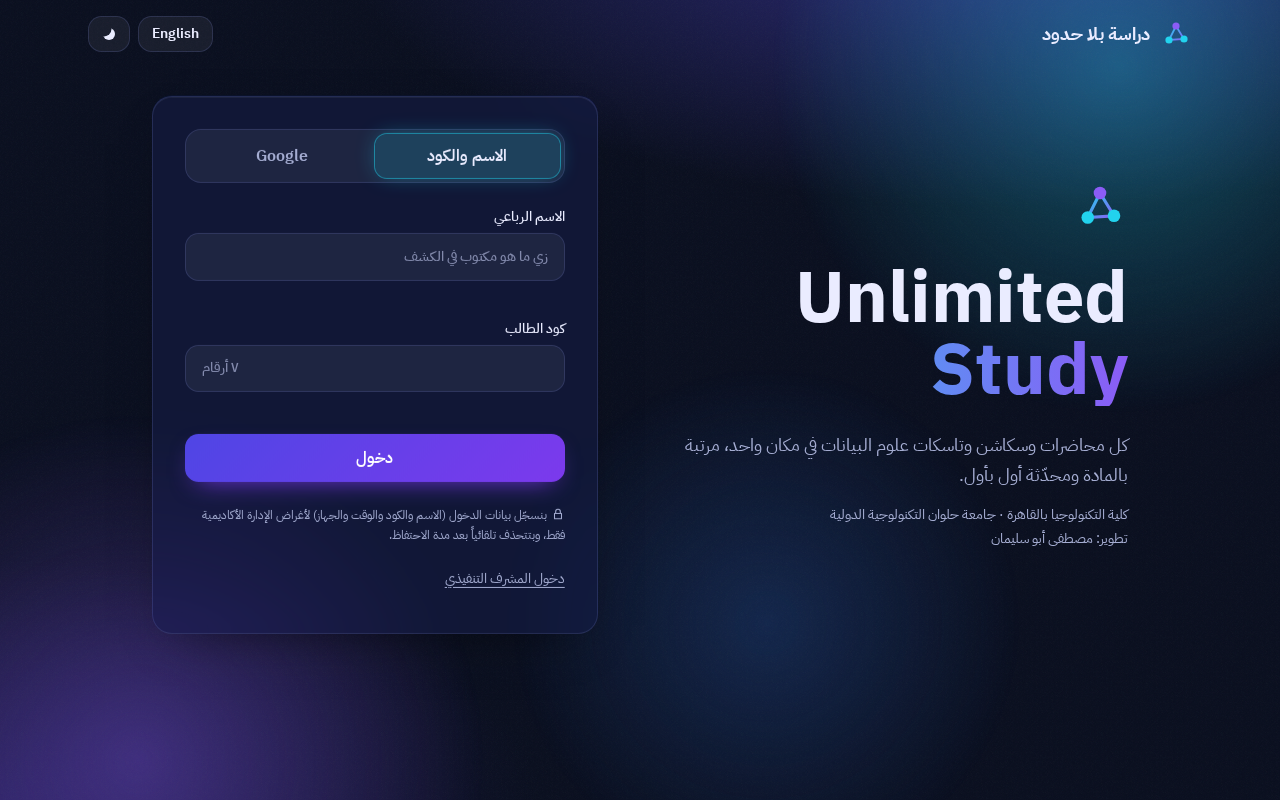 دراسة بلا حدود
English
Unlimited
Study
كل محاضرات وسكاشن وتاسكات علوم البيانات في مكان واحد، مرتبة
بالمادة ومحدّثة أول بأول.
كلية التكنولوجيا بالقاهرة · جامعة حلوان التكنولوجية الدولية
تطوير: مصطفى أبو سليمان
الاسم والكود
Google
الاسم الرباعي
زي ما هو مكتوب في الكشف
كود الطالب
٧ أرقام
دخول
بنسجّل بيانات الدخول (الاسم والكود والوقت والجهاز) لأغراض الإدارة الأكاديمية
فقط، وبتتحذف تلقائياً بعد مدة الاحتفاظ.
دخول المشرف التنفيذي